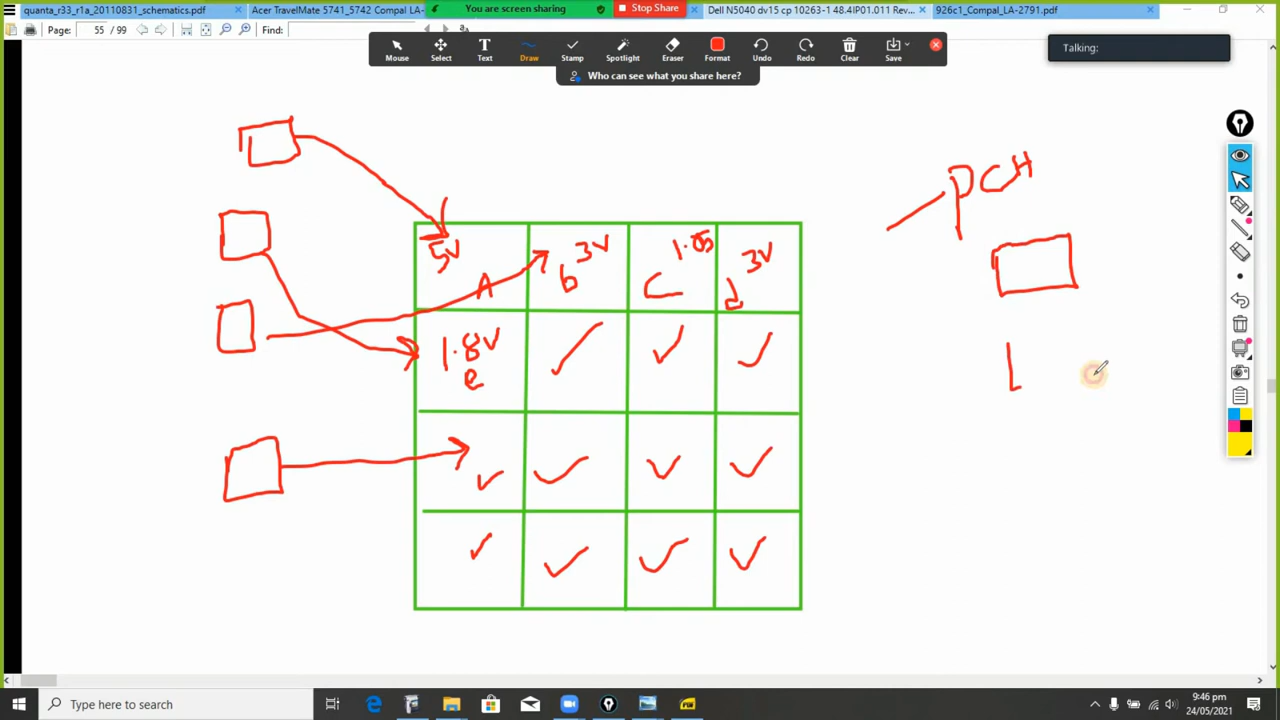 quanta_r33_r1a_20110831_schematics.pdf
Acer TravelMate 5741_5742 Compal LA-
You are screen sharing
Stop Share
Dell N5040 dv15 cp 10263-1 48.4IP01.011 Rev...
926c1_Compal_LA-2791.pdf
Page: 55 / 99
Find:
Mouse
Select
Text
Draw
Stamp
Spotlight
Eraser
Format
Undo
Redo
Clear
Save
Who can see what you share here?
Talking:
PCH
5V
A
3V
b
1.05
C
3V
d
1.8V
e
L
Type here to search
9:46 pm
24/05/2021